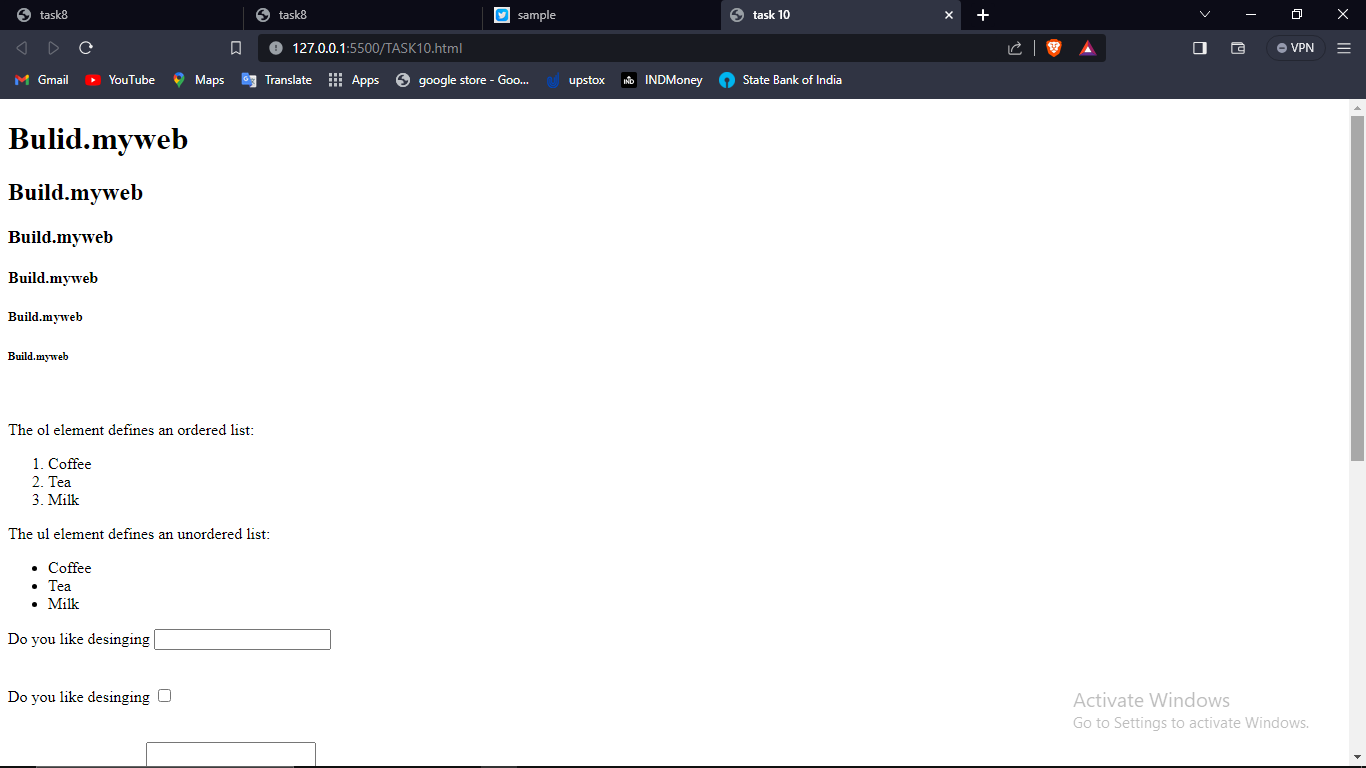 task8
task8
sample
task 10
127.0.0.1:5500/TASK10.html
VPN
Gmail YouTube Maps Translate Apps google store - Goo... upstox INDMoney State Bank of India
Bulid.myweb
Build.myweb
Build.myweb
Build.myweb
Build.myweb
Build.myweb
The ol element defines an ordered list:
1. Coffee
2. Tea
3. Milk
The ul element defines an unordered list:
• Coffee
• Tea
• Milk
Do you like desinging
Do you like desinging
Activate Windows
Go to Settings to activate Windows.